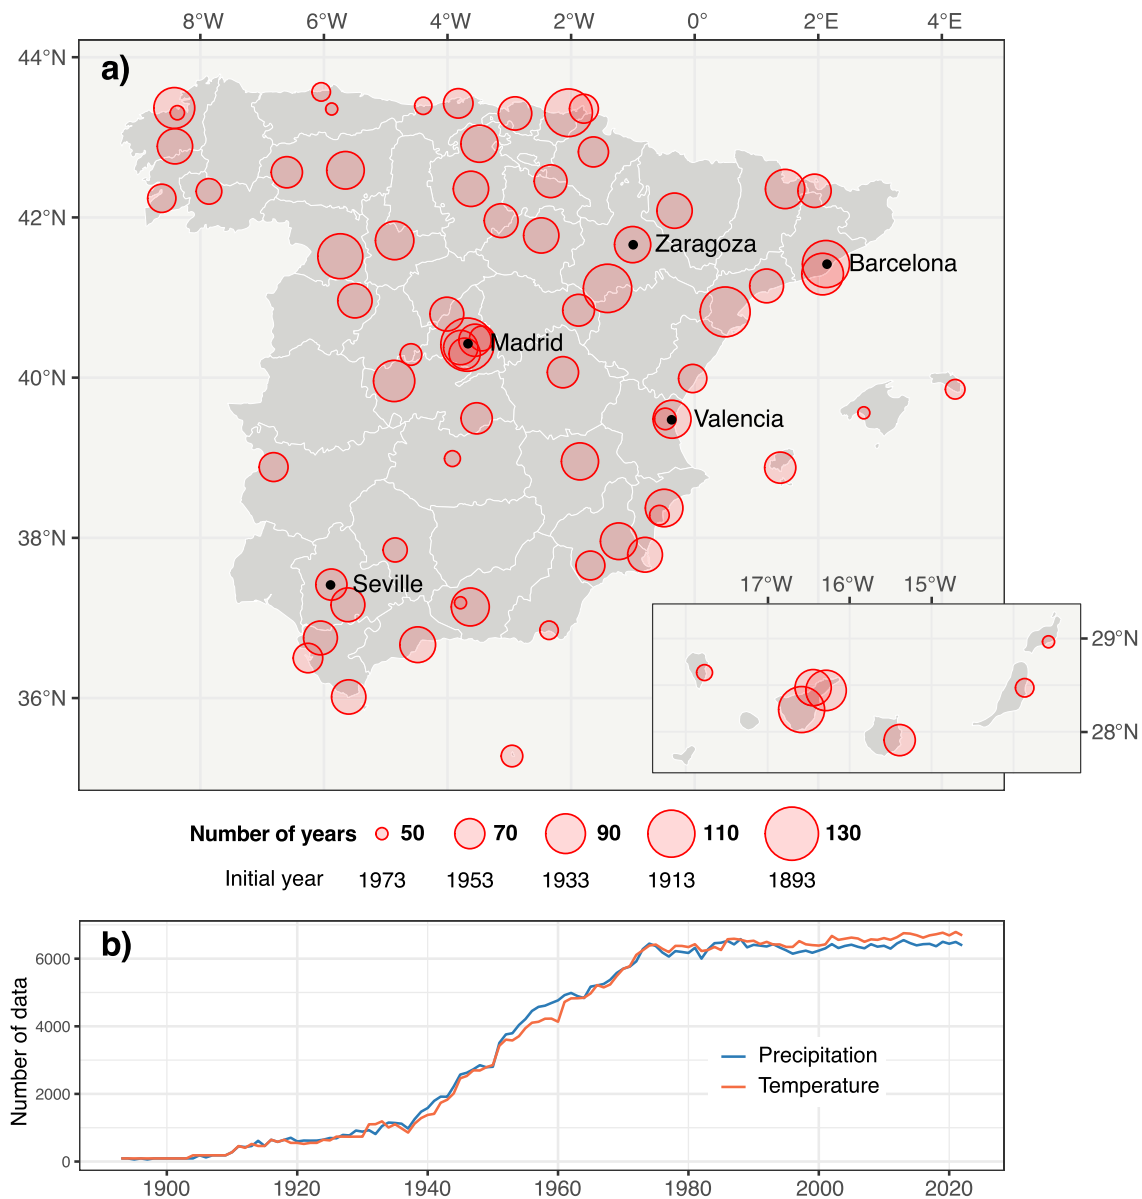 8°W 6°W 4°W 2°W 0° 2°E 4°E
a)
44°N
42°N
40°N
38°N
36°N
Zaragoza
Barcelona
Madrid
Valencia
Seville
17°W 16°W 15°W
29°N
28°N
Number of years 50 70 90 110 130
Initial year 1973 1953 1933 1913 1893
b)
Number of data
6000
4000
2000
0
Precipitation
Temperature
1900 1920 1940 1960 1980 2000 2020